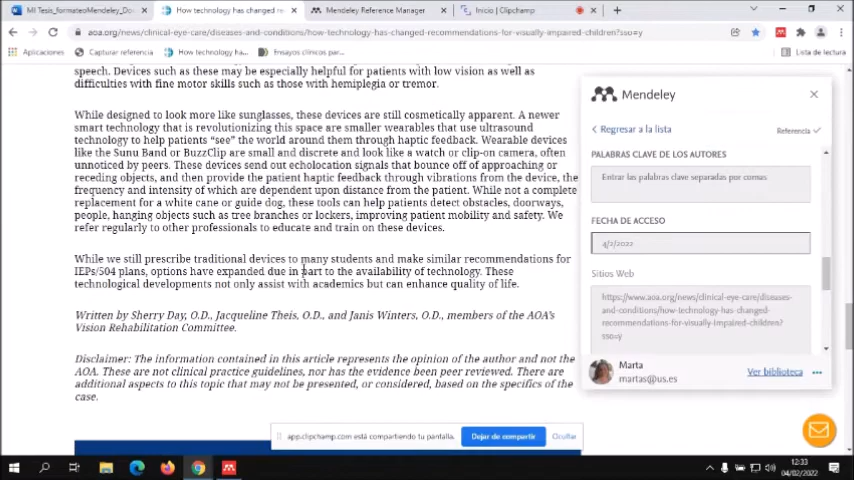 MI Tesis_formateoMendeley_Doc
How technology has changed re
Mendeley Reference Manager
Inicio | Clipchamp
aoa.org/news/clinical-eye-care/diseases-and-conditions/how-technology-has-changed-recommendations-for-visually-impaired-children?sso=y
Aplicaciones
Capturar referencia
How technology ha...
Ensayos clínicos par...
Lista de lectura
speech. Devices such as these may be especially helpful for patients with low vision as well as
difficulties with fine motor skills such as those with hemiplegia or tremor.
While designed to look more like sunglasses, these devices are still cosmetically apparent. A newer
smart technology that is revolutionizing this space are smaller wearables that use ultrasound
technology to help patients “see” the world around them through haptic feedback. Wearable devices
like the Sunu Band or BuzzClip are small and discrete and look like a watch or clip-on camera, often
unnoticed by peers. These devices send out echolocation signals that bounce off of approaching or
receding objects, and then provide the patient haptic feedback through vibrations from the device, the
frequency and intensity of which are dependent upon distance from the patient. While not a complete
replacement for a white cane or guide dog, these tools can help patients detect obstacles, doorways,
people, hanging objects such as tree branches or lockers, improving patient mobility and safety. We
refer regularly to other professionals to educate and train on these devices.
While we still prescribe traditional devices to many students and make similar recommendations for
IEPs/504 plans, options have expanded due in part to the availability of technology. These
technological developments not only assist with academics but can enhance quality of life.
Written by Sherry Day, O.D., Jacqueline Theis, O.D., and Janis Winters, O.D., members of the AOA’s
Vision Rehabilitation Committee.
Disclaimer: The information contained in this article represents the opinion of the author and not the
AOA. These are not clinical practice guidelines, nor has the evidence been peer reviewed. There are
additional aspects to this topic that may not be presented, or considered, based on the specifics of the
case.
Mendeley
Regresar a la lista
Referencia
PALABRAS CLAVE DE LOS AUTORES
Entrar las palabras clave separadas por comas
FECHA DE ACCESO
4/2/2022
Sitios Web
https://www.aoa.org/news/clinical-eye-care/diseases-
and-conditions/how-technology-has-changed-
recommendations-for-visually-impaired-children?
sso=y
Marta
martas@us.es
Ver biblioteca
app.clipchamp.com está compartiendo tu pantalla.
Dejar de compartir
Ocultar
12:33
04/02/2022